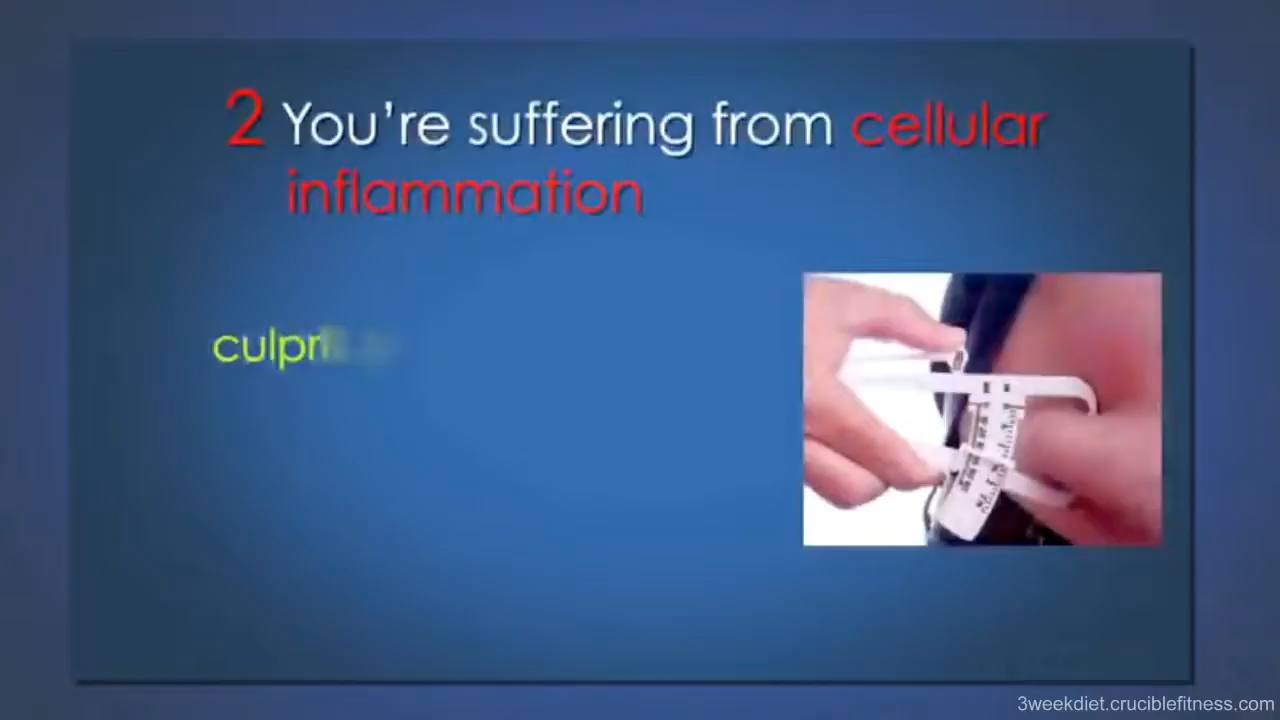 2 You're suffering from cellular
inflammation
3weekdiet.cruciblefitness.com